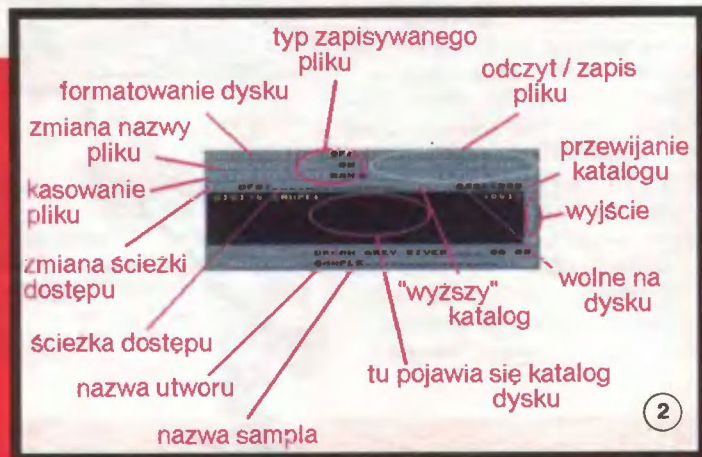 typ zapisywanego
pliku
odczyt / zapis
pliku
formatowanie dysku
zmiana nazwy
pliku
przewijanie
katalogu
kasowanie
pliku
wyjście
zmiana ścieżki
dostępu
wolne na
dysku
"wyższy"
katalog
ścieżka dostępu
tu pojawia się katalog
dysku
nazwa utworu
nazwa sampla
2